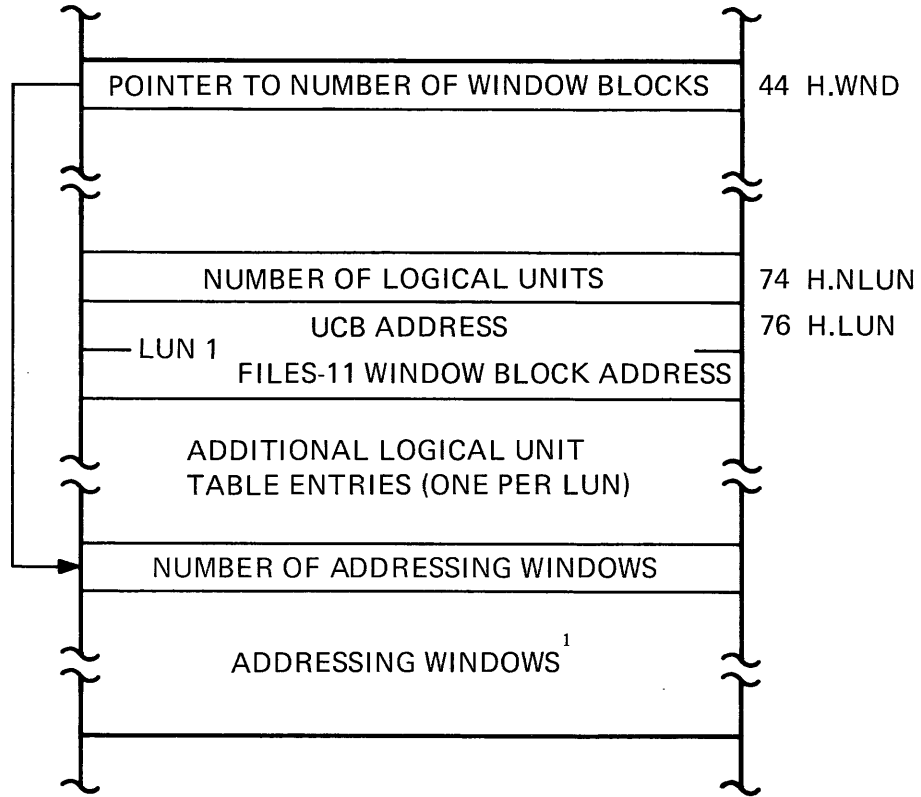 POINTER TO NUMBER OF WINDOW BLOCKS 44 H.WND
NUMBER OF LOGICAL UNITS 74 H.NLUN
UCB ADDRESS 76 H.LUN
LUN 1
FILES-11 WINDOW BLOCK ADDRESS
ADDITIONAL LOGICAL UNIT
TABLE ENTRIES (ONE PER LUN)
NUMBER OF ADDRESSING WINDOWS
ADDRESSING WINDOWS¹